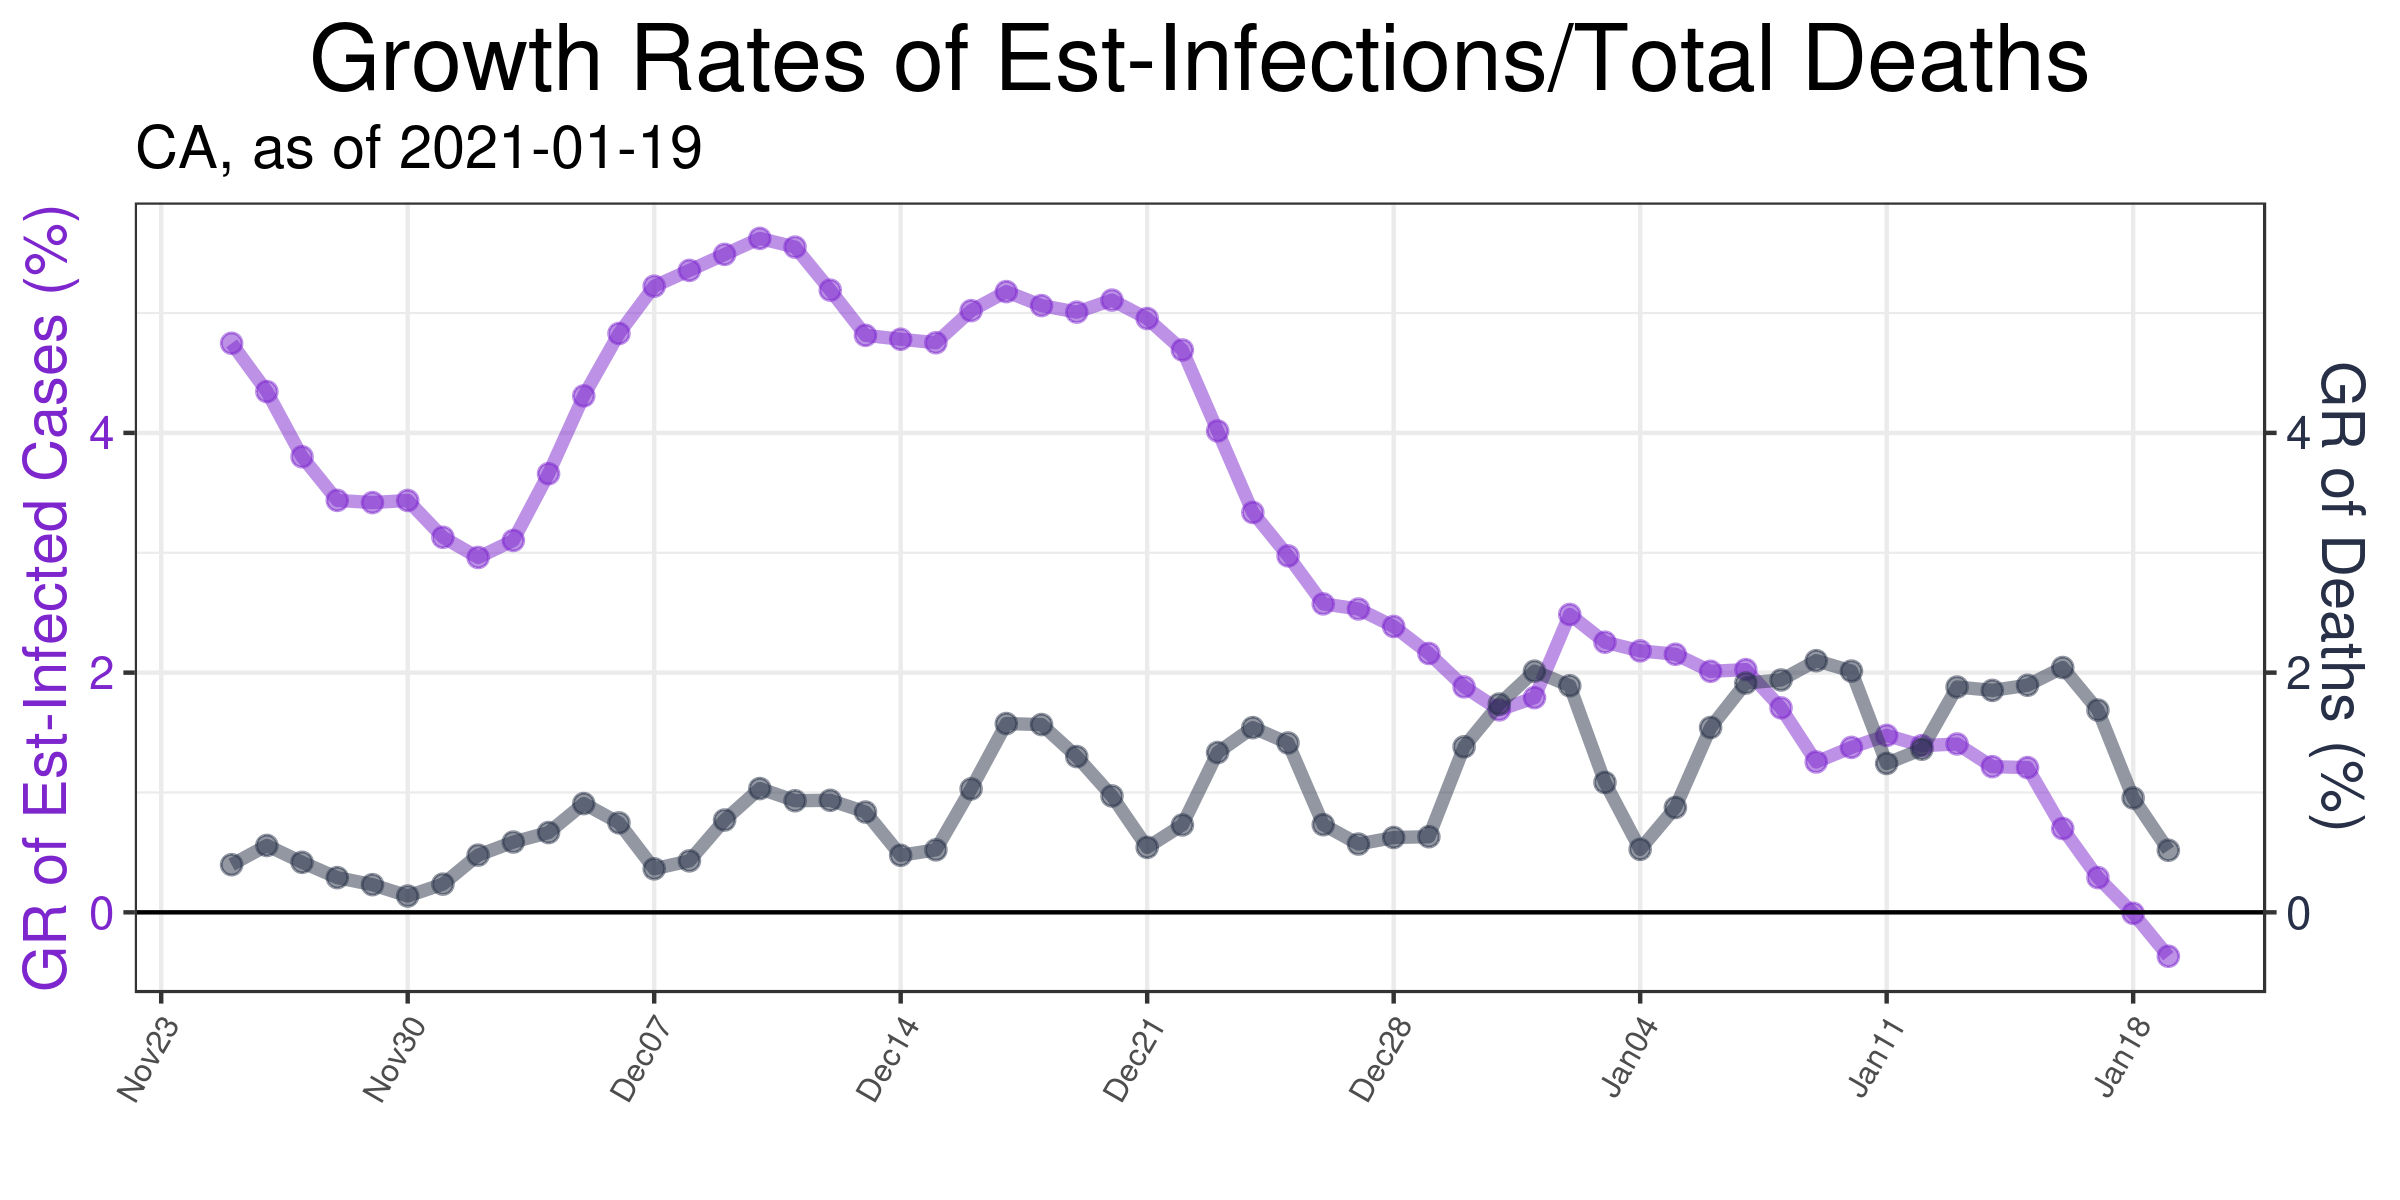 Growth Rates of Est-Infections/Total Deaths
CA, as of 2021-01-19
GR of Est-Infected Cases (%)
4
2
0
4
2
0
GR of Deaths (%)
Nov23
Nov30
Dec07
Dec14
Dec21
Dec28
Jan04
Jan11
Jan18